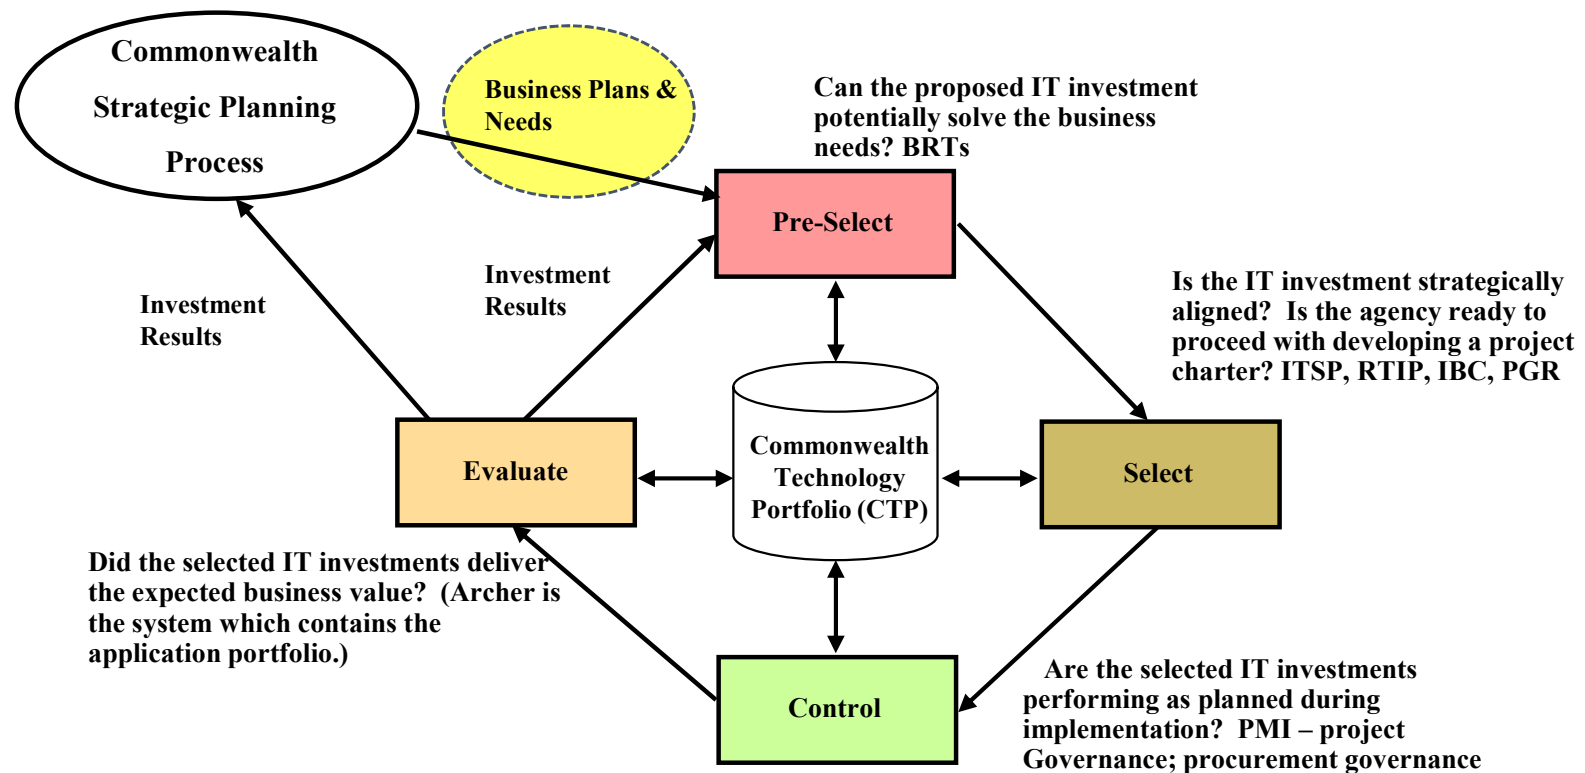 Commonwealth
Strategic Planning
Process
Business Plans &
Needs
Can the proposed IT investment
potentially solve the business
needs? BRTs
Pre-Select
Investment
Results
Investment
Results
Is the IT investment strategically
aligned?  Is the agency ready to
proceed with developing a project
charter? ITSP, RTIP, IBC, PGR
Evaluate
Commonwealth
Technology
Portfolio (CTP)
Select
Did the selected IT investments deliver
the expected business value?  (Archer is
the system which contains the
application portfolio.)
Control
Are the selected IT investments
performing as planned during
implementation?  PMI – project
Governance; procurement governance